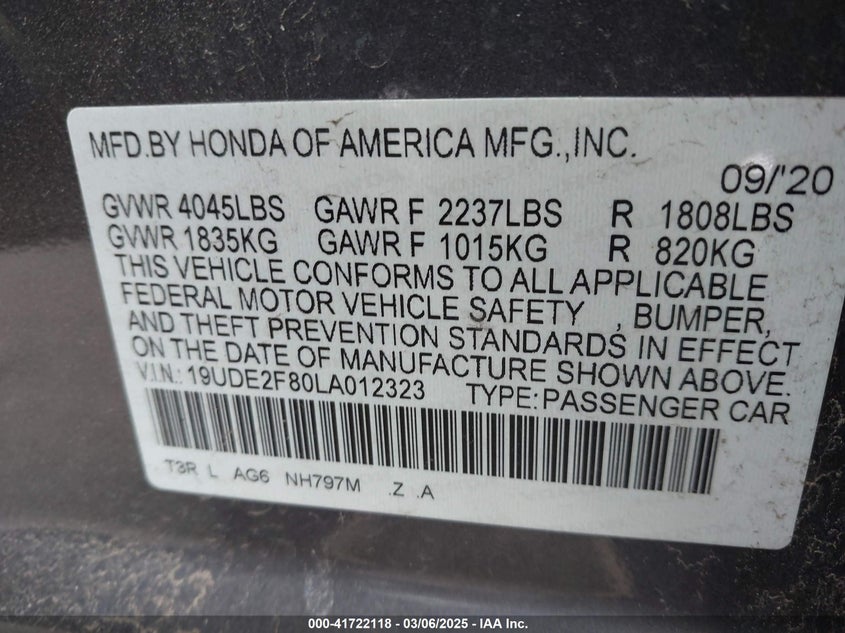 MFD.BY HONDA OF AMERICA MFG.,INC.
09/'20
GVWR 4045LBS GAWR F 2237LBS R 1808LBS
GVWR 1835KG GAWR F 1015KG R 820KG
THIS VEHICLE CONFORMS TO ALL APPLICABLE
FEDERAL MOTOR VEHICLE SAFETY , BUMPER,
AND THEFT PREVENTION STANDARDS IN EFFECT
ON THE DATE OF MANUFACTURE SHOWN ABOVE.
V.I.N.: 19UDE2F80LA012323 TYPE:PASSENGER CAR
T3R L AG6 NH797M .Z .A
000-41722118 - 03/06/2025 - IAA Inc.